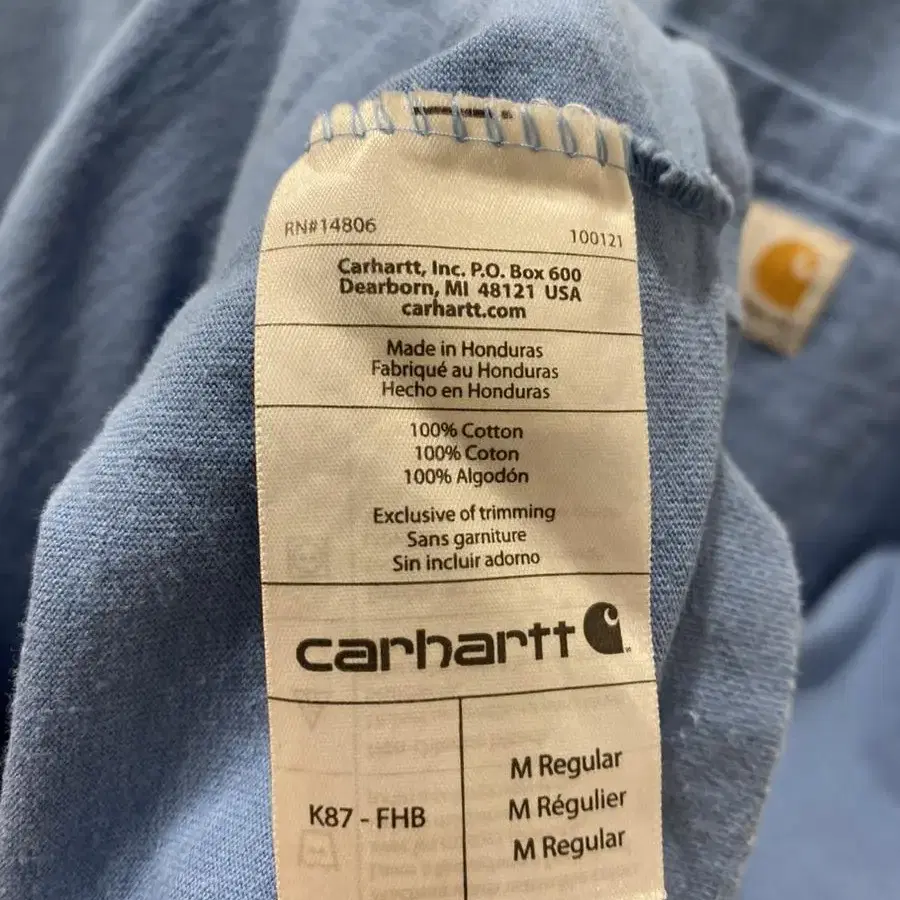 RN#14806
100121
Carhartt, Inc. P.O. Box 600
Dearborn, MI 48121 USA
carhartt.com
Made in Honduras
Fabriqué au Honduras
Hecho en Honduras
100% Cotton
100% Coton
100% Algodón
Exclusive of trimming
Sans garniture
Sin incluir adorno
carhartt
K87 - FHB
M Regular
M Régulier
M Regular